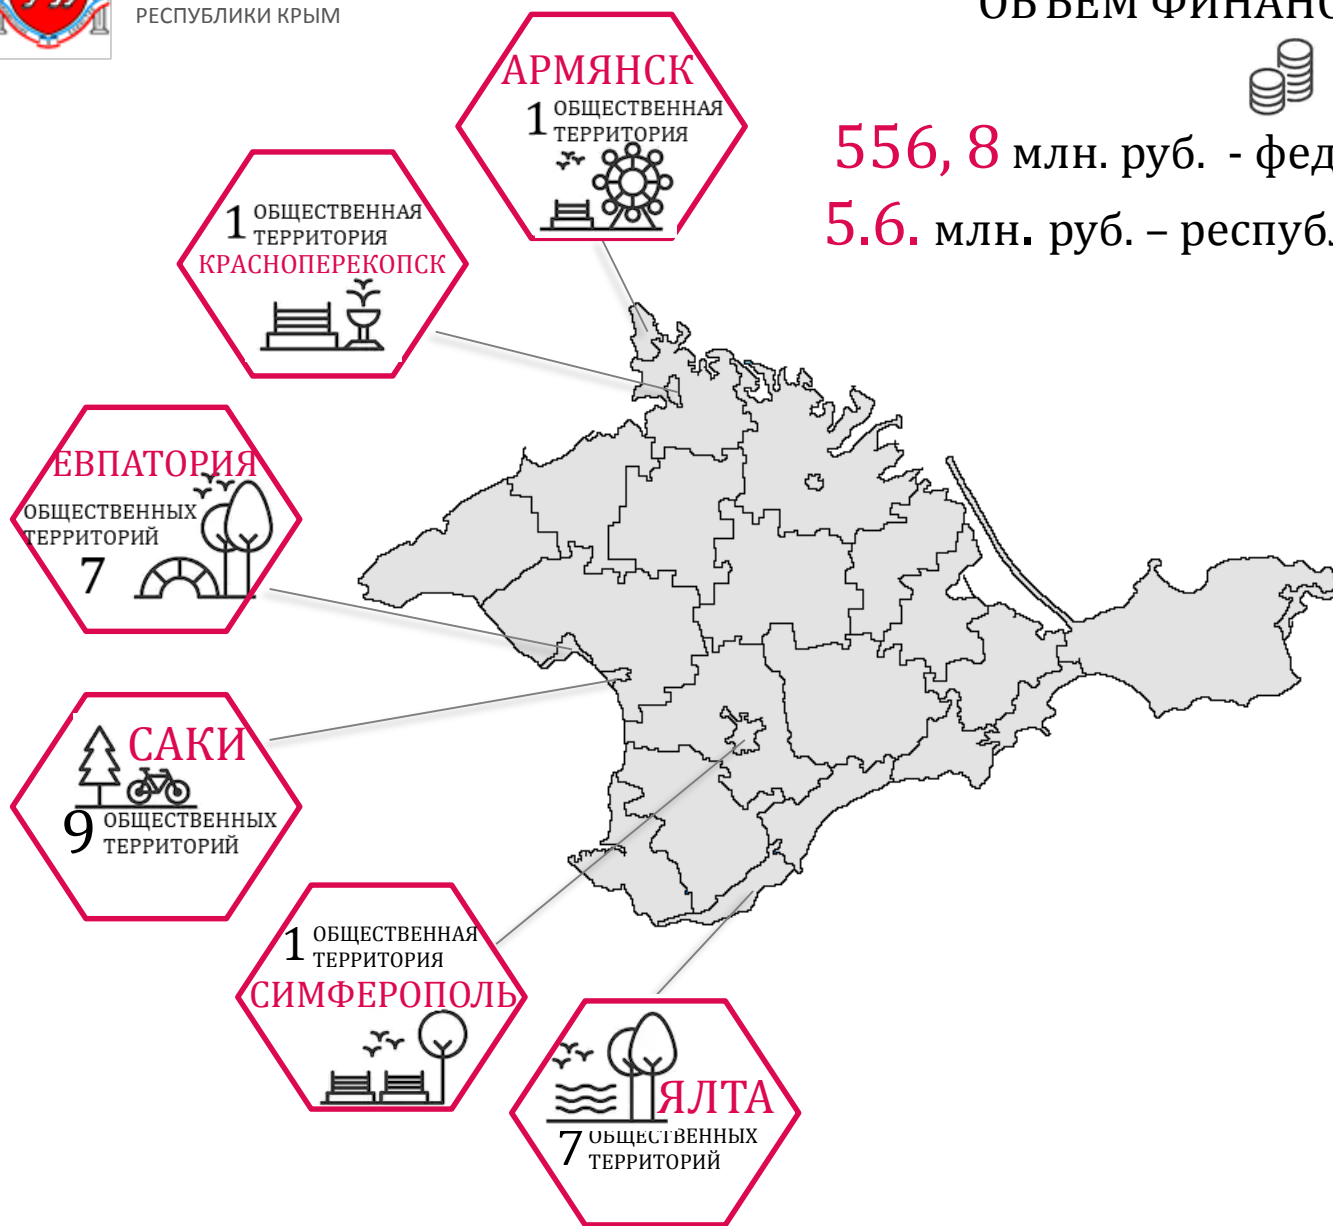 РЕСПУБЛИКИ КРЫМ
556, 8 млн. руб. - фед
5.6. млн. руб. – респуб
АРМЯНСК
1 ОБЩЕСТВЕННАЯ
ТЕРРИТОРИЯ
1 ОБЩЕСТВЕННАЯ
ТЕРРИТОРИЯ
КРАСНОПЕРЕКОПСК
ЕВПАТОРИЯ
ОБЩЕСТВЕННЫХ
ТЕРРИТОРИЙ
7
САКИ
9 ОБЩЕСТВЕННЫХ
ТЕРРИТОРИЙ
1 ОБЩЕСТВЕННАЯ
ТЕРРИТОРИЯ
СИМФЕРОПОЛЬ
ЯЛТА
7 ОБЩЕСТВЕННЫХ
ТЕРРИТОРИЙ